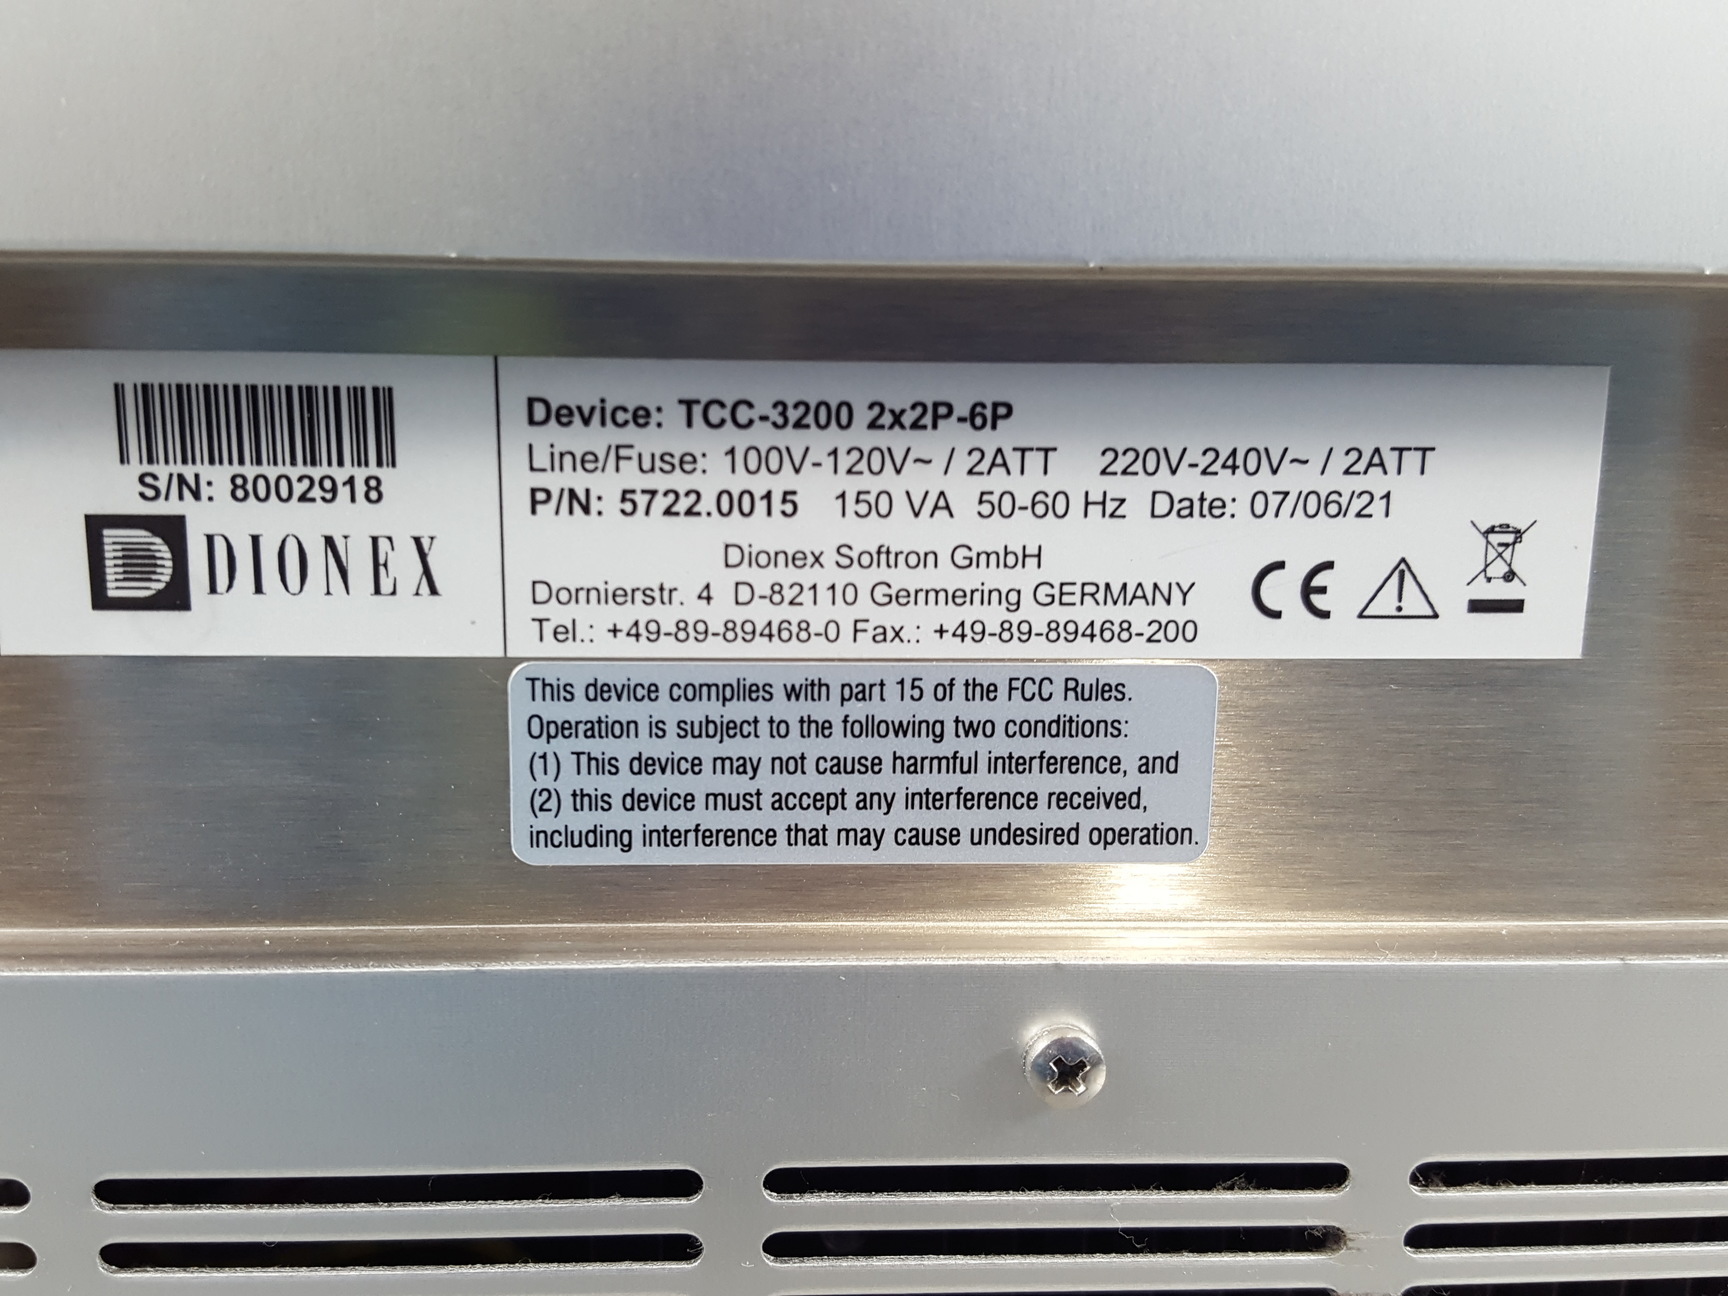 S/N: 8002918
DIONEX
Device: TCC-3200 2x2P-6P
Line/Fuse: 100V-120V~ / 2ATT 220V-240V~ / 2ATT
P/N: 5722.0015 150 VA 50-60 Hz Date: 07/06/21
Dionex Softron GmbH
Dornierstr. 4 D-82110 Germering GERMANY
Tel.: +49-89-89468-0 Fax.: +49-89-89468-200
CE
This device complies with part 15 of the FCC Rules.
Operation is subject to the following two conditions:
(1) This device may not cause harmful interference, and
(2) this device must accept any interference received,
including interference that may cause undesired operation.